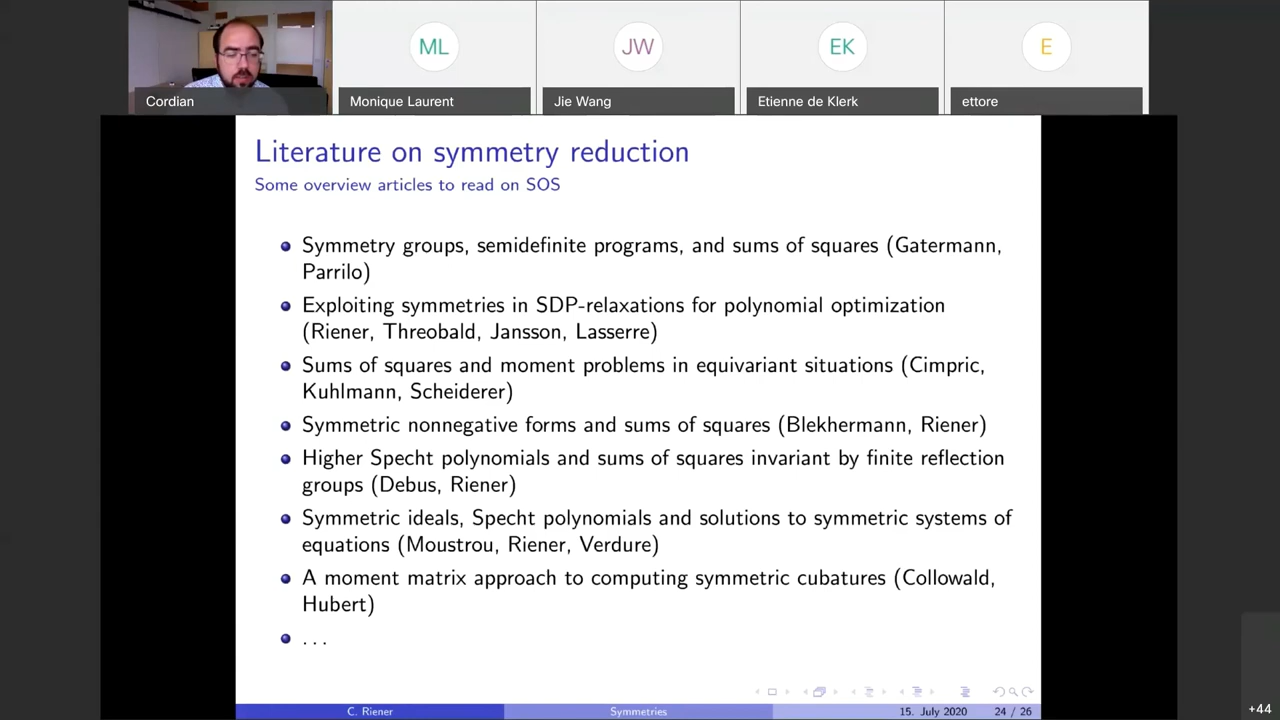 ML
JW
EK
E
Cordian
Monique Laurent
Jie Wang
Etienne de Klerk
ettore
Literature on symmetry reduction
Some overview articles to read on SOS
Symmetry groups, semidefinite programs, and sums of squares (Gatermann,
Parrilo)
Exploiting symmetries in SDP-relaxations for polynomial optimization
(Riener, Threobald, Jansson, Lasserre)
Sums of squares and moment problems in equivariant situations (Cimpric,
Kuhlmann, Scheiderer)
Symmetric nonnegative forms and sums of squares (Blekhermann, Riener)
Higher Specht polynomials and sums of squares invariant by finite reflection
groups (Debus, Riener)
Symmetric ideals, Specht polynomials and solutions to symmetric systems of
equations (Moustrou, Riener, Verdure)
A moment matrix approach to computing symmetric cubatures (Collowald,
Hubert)
...
C. Riener
Symmetries
15. July 2020
24 / 26
+44